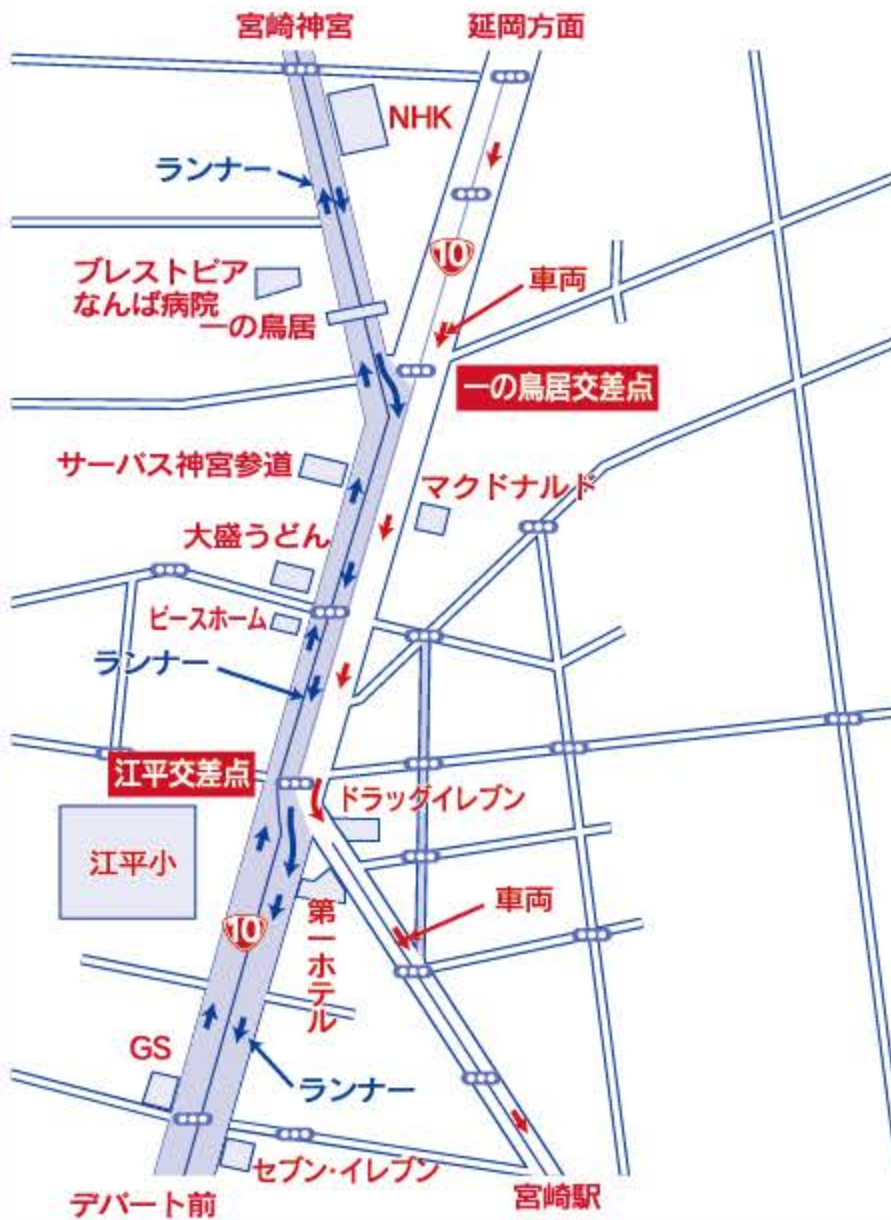 宮崎神宮
延岡方面
NHK
ランナー
10
ブレストピア
なんば病院
一の鳥居
車両
一の鳥居交差点
サーパス神宮参道
マクドナルド
大盛うどん
ピースホーム
ランナー
江平交差点
ドラッグイレブン
江平小
車両
10
第一ホテル
GS
ランナー
セブン・イレブン
デパート前
宮崎駅